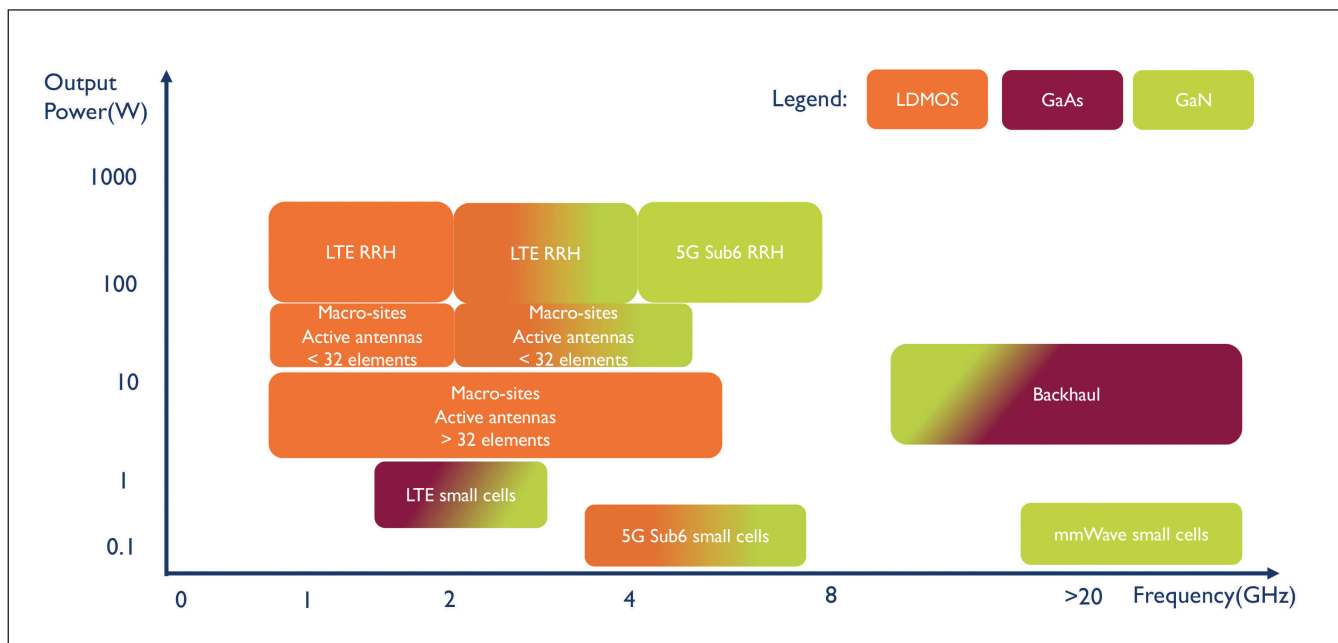 Output
Power(W)
Legend:
LDMOS
GaAs
GaN
1000
LTE RRH
LTE RRH
5G Sub6 RRH
100
Macro-sites
Active antennas
< 32 elements
Macro-sites
Active antennas
< 32 elements
10
Macro-sites
Active antennas
> 32 elements
Backhaul
1
LTE small cells
5G Sub6 small cells
mmWave small cells
0.1
0
1
2
4
8
>20
Frequency(GHz)